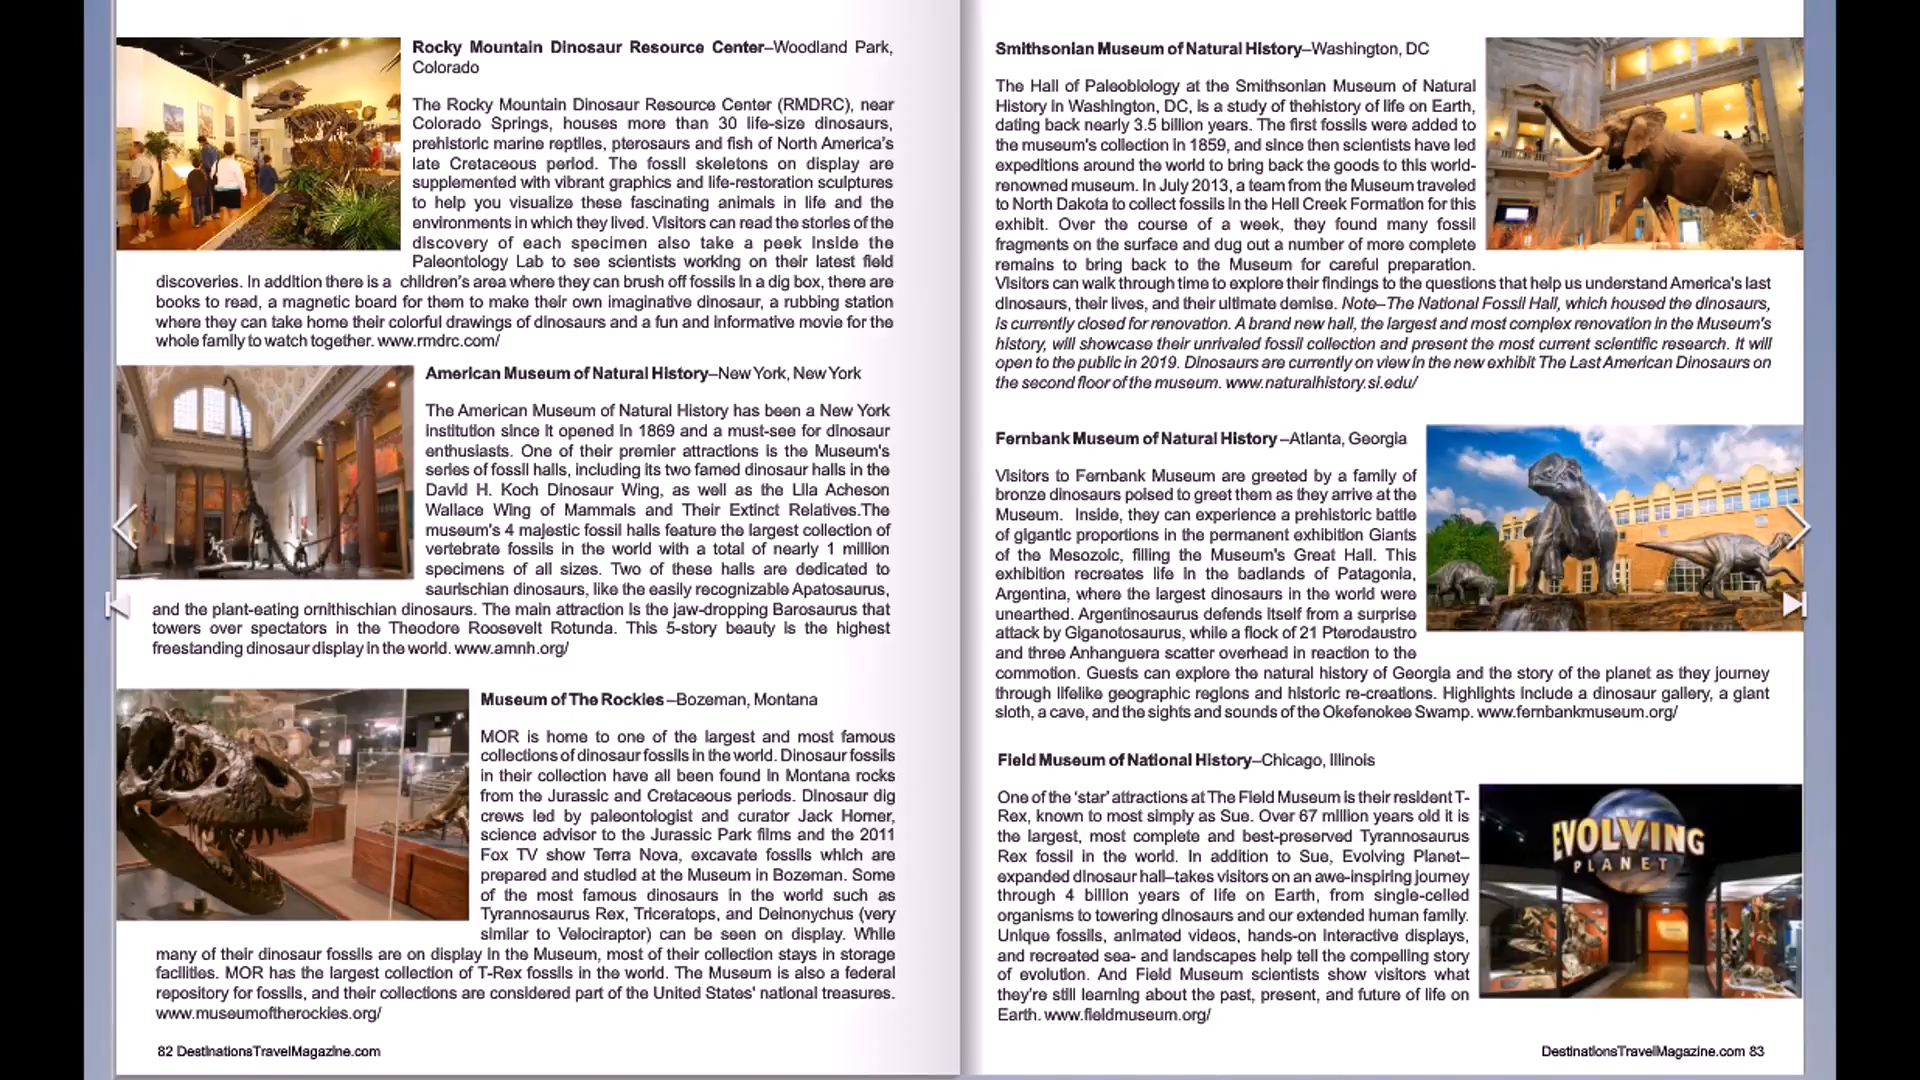 Rocky Mountain Dinosaur Resource Center–Woodland Park,
Colorado
The Rocky Mountain Dinosaur Resource Center (RMDRC), near
Colorado Springs, houses more than 30 life-size dinosaurs,
prehistoric marine reptiles, pterosaurs and fish of North America's
late Cretaceous period. The fossil skeletons on display are
supplemented with vibrant graphics and life-restoration sculptures
to help you visualize these fascinating animals in life and the
environments in which they lived. Visitors can read the stories of the
discovery of each specimen also take a peek inside the
Paleontology Lab to see scientists working on their latest field
discoveries. In addition there is a children's area where they can brush off fossils in a dig box, there are
books to read, a magnetic board for them to make their own imaginative dinosaur, a rubbing station
where they can take home their colorful drawings of dinosaurs and a fun and informative movie for the
whole family to watch together. www.rmdrc.com/
American Museum of Natural History–New York, New York
The American Museum of Natural History has been a New York
institution since it opened in 1869 and a must-see for dinosaur
enthusiasts. One of their premier attractions is the Museum's
series of fossil halls, including its two famed dinosaur halls in the
David H. Koch Dinosaur Wing, as well as the Lila Acheson
Wallace Wing of Mammals and Their Extinct Relatives.The
museum's 4 majestic fossil halls feature the largest collection of
vertebrate fossils in the world with a total of nearly 1 million
specimens of all sizes. Two of these halls are dedicated to
saurischian dinosaurs, like the easily recognizable Apatosaurus,
and the plant-eating ornithischian dinosaurs. The main attraction is the jaw-dropping Barosaurus that
towers over spectators in the Theodore Roosevelt Rotunda. This 5-story beauty is the highest
freestanding dinosaur display in the world. www.amnh.org/
Museum of The Rockies –Bozeman, Montana
MOR is home to one of the largest and most famous
collections of dinosaur fossils in the world. Dinosaur fossils
in their collection have all been found in Montana rocks
from the Jurassic and Cretaceous periods. Dinosaur dig
crews led by paleontologist and curator Jack Horner,
science advisor to the Jurassic Park films and the 2011
Fox TV show Terra Nova, excavate fossils which are
prepared and studied at the Museum in Bozeman. Some
of the most famous dinosaurs in the world such as
Tyrannosaurus Rex, Triceratops, and Deinonychus (very
similar to Velociraptor) can be seen on display. While
many of their dinosaur fossils are on display in the Museum, most of their collection stays in storage
facilities. MOR has the largest collection of T-Rex fossils in the world. The Museum is also a federal
repository for fossils, and their collections are considered part of the United States' national treasures.
www.museumoftherockies.org/
82 DestinationsTravelMagazine.com
Smithsonian Museum of Natural History–Washington, DC
The Hall of Paleobiology at the Smithsonian Museum of Natural
History in Washington, DC, is a study of thehistory of life on Earth,
dating back nearly 3.5 billion years. The first fossils were added to
the museum's collection in 1859, and since then scientists have led
expeditions around the world to bring back the goods to this world-
renowned museum. In July 2013, a team from the Museum traveled
to North Dakota to collect fossils in the Hell Creek Formation for this
exhibit. Over the course of a week, they found many fossil
fragments on the surface and dug out a number of more complete
remains to bring back to the Museum for careful preparation.
Visitors can walk through time to explore their findings to the questions that help us understand America's last
dinosaurs, their lives, and their ultimate demise. Note–The National Fossil Hall, which housed the dinosaurs,
is currently closed for renovation. A brand new hall, the largest and most complex renovation in the Museum's
history, will showcase their unrivaled fossil collection and present the most current scientific research. It will
open to the public in 2019. Dinosaurs are currently on view in the new exhibit The Last American Dinosaurs on
the second floor of the museum. www.naturalhistory.si.edu/
Fernbank Museum of Natural History –Atlanta, Georgia
Visitors to Fernbank Museum are greeted by a family of
bronze dinosaurs poised to greet them as they arrive at the
Museum. Inside, they can experience a prehistoric battle
of gigantic proportions in the permanent exhibition Giants
of the Mesozoic, filling the Museum's Great Hall. This
exhibition recreates life in the badlands of Patagonia,
Argentina, where the largest dinosaurs in the world were
unearthed. Argentinosaurus defends itself from a surprise
attack by Giganotosaurus, while a flock of 21 Pterodaustro
and three Anhanguera scatter overhead in reaction to the
commotion. Guests can explore the natural history of Georgia and the story of the planet as they journey
through lifelike geographic regions and historic re-creations. Highlights include a dinosaur gallery, a giant
sloth, a cave, and the sights and sounds of the Okefenokee Swamp. www.fernbankmuseum.org/
Field Museum of National History–Chicago, Illinois
One of the 'star' attractions at The Field Museum is their resident T-
Rex, known to most simply as Sue. Over 67 million years old it is
the largest, most complete and best-preserved Tyrannosaurus
Rex fossil in the world. In addition to Sue, Evolving Planet–
expanded dinosaur hall–takes visitors on an awe-inspiring journey
through 4 billion years of life on Earth, from single-celled
organisms to towering dinosaurs and our extended human family.
Unique fossils, animated videos, hands-on interactive displays,
and recreated sea- and landscapes help tell the compelling story
of evolution. And Field Museum scientists show visitors what
they're still learning about the past, present, and future of life on
Earth. www.fieldmuseum.org/
EVOLVING
PLANET
DestinationsTravelMagazine.com 83